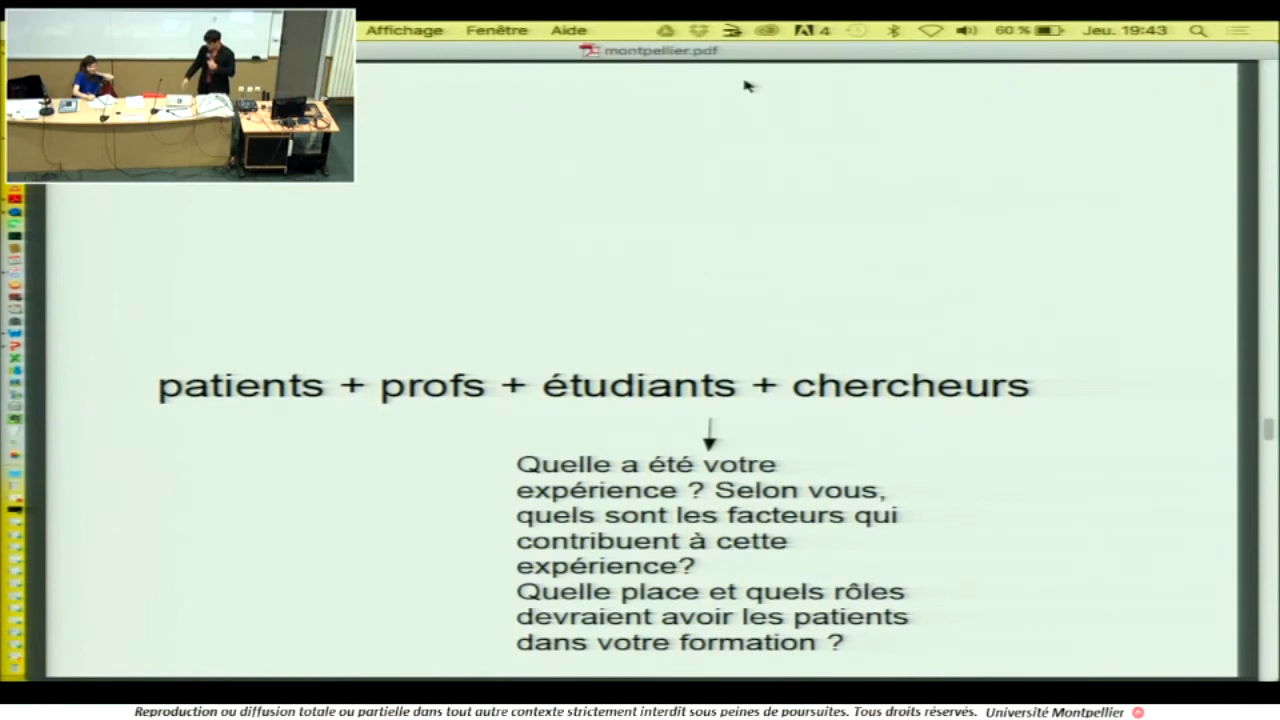 Affichage Fenêtre Aide 4 60 % Jeu. 19:43
montpellier.pdf
patients + profs + étudiants + chercheurs
Quelle a été votre
expérience ? Selon vous,
quels sont les facteurs qui
contribuent à cette
expérience?
Quelle place et quels rôles
devraient avoir les patients
dans votre formation ?
Reproduction ou diffusion totale ou partielle dans tout autre contexte strictement interdit sous peines de poursuites. Tous droits réservés. Université Montpellier